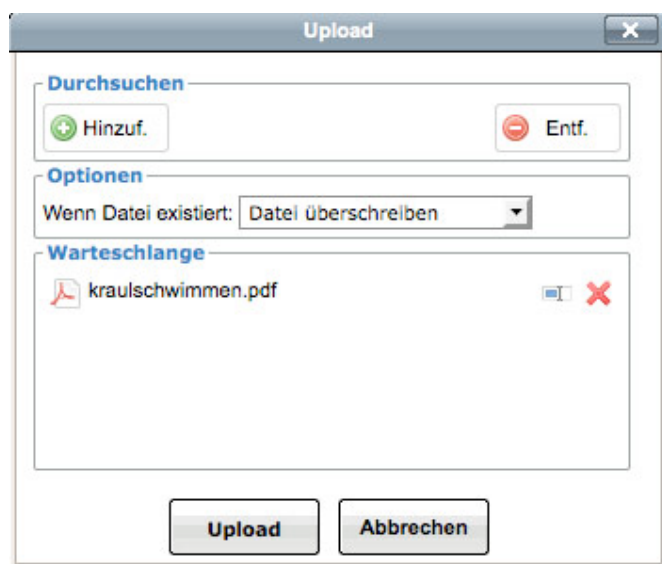 Upload
Durchsuchen
Hinzuf. Entf.
Optionen
Wenn Datei existiert: Datei überschreiben
Warteschlange
kraulschwimmen.pdf
Upload Abbrechen